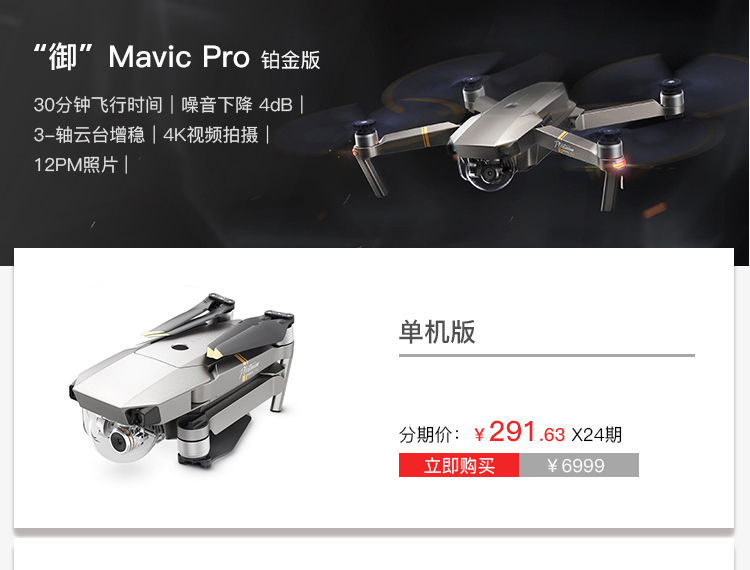 “御” Mavic Pro 铂金版
30分钟飞行时间｜噪音下降 4dB｜
3-轴云台增稳｜4K视频拍摄｜
12PM照片｜
单机版
分期价：￥291.63 X24期
立即购买 ￥6999